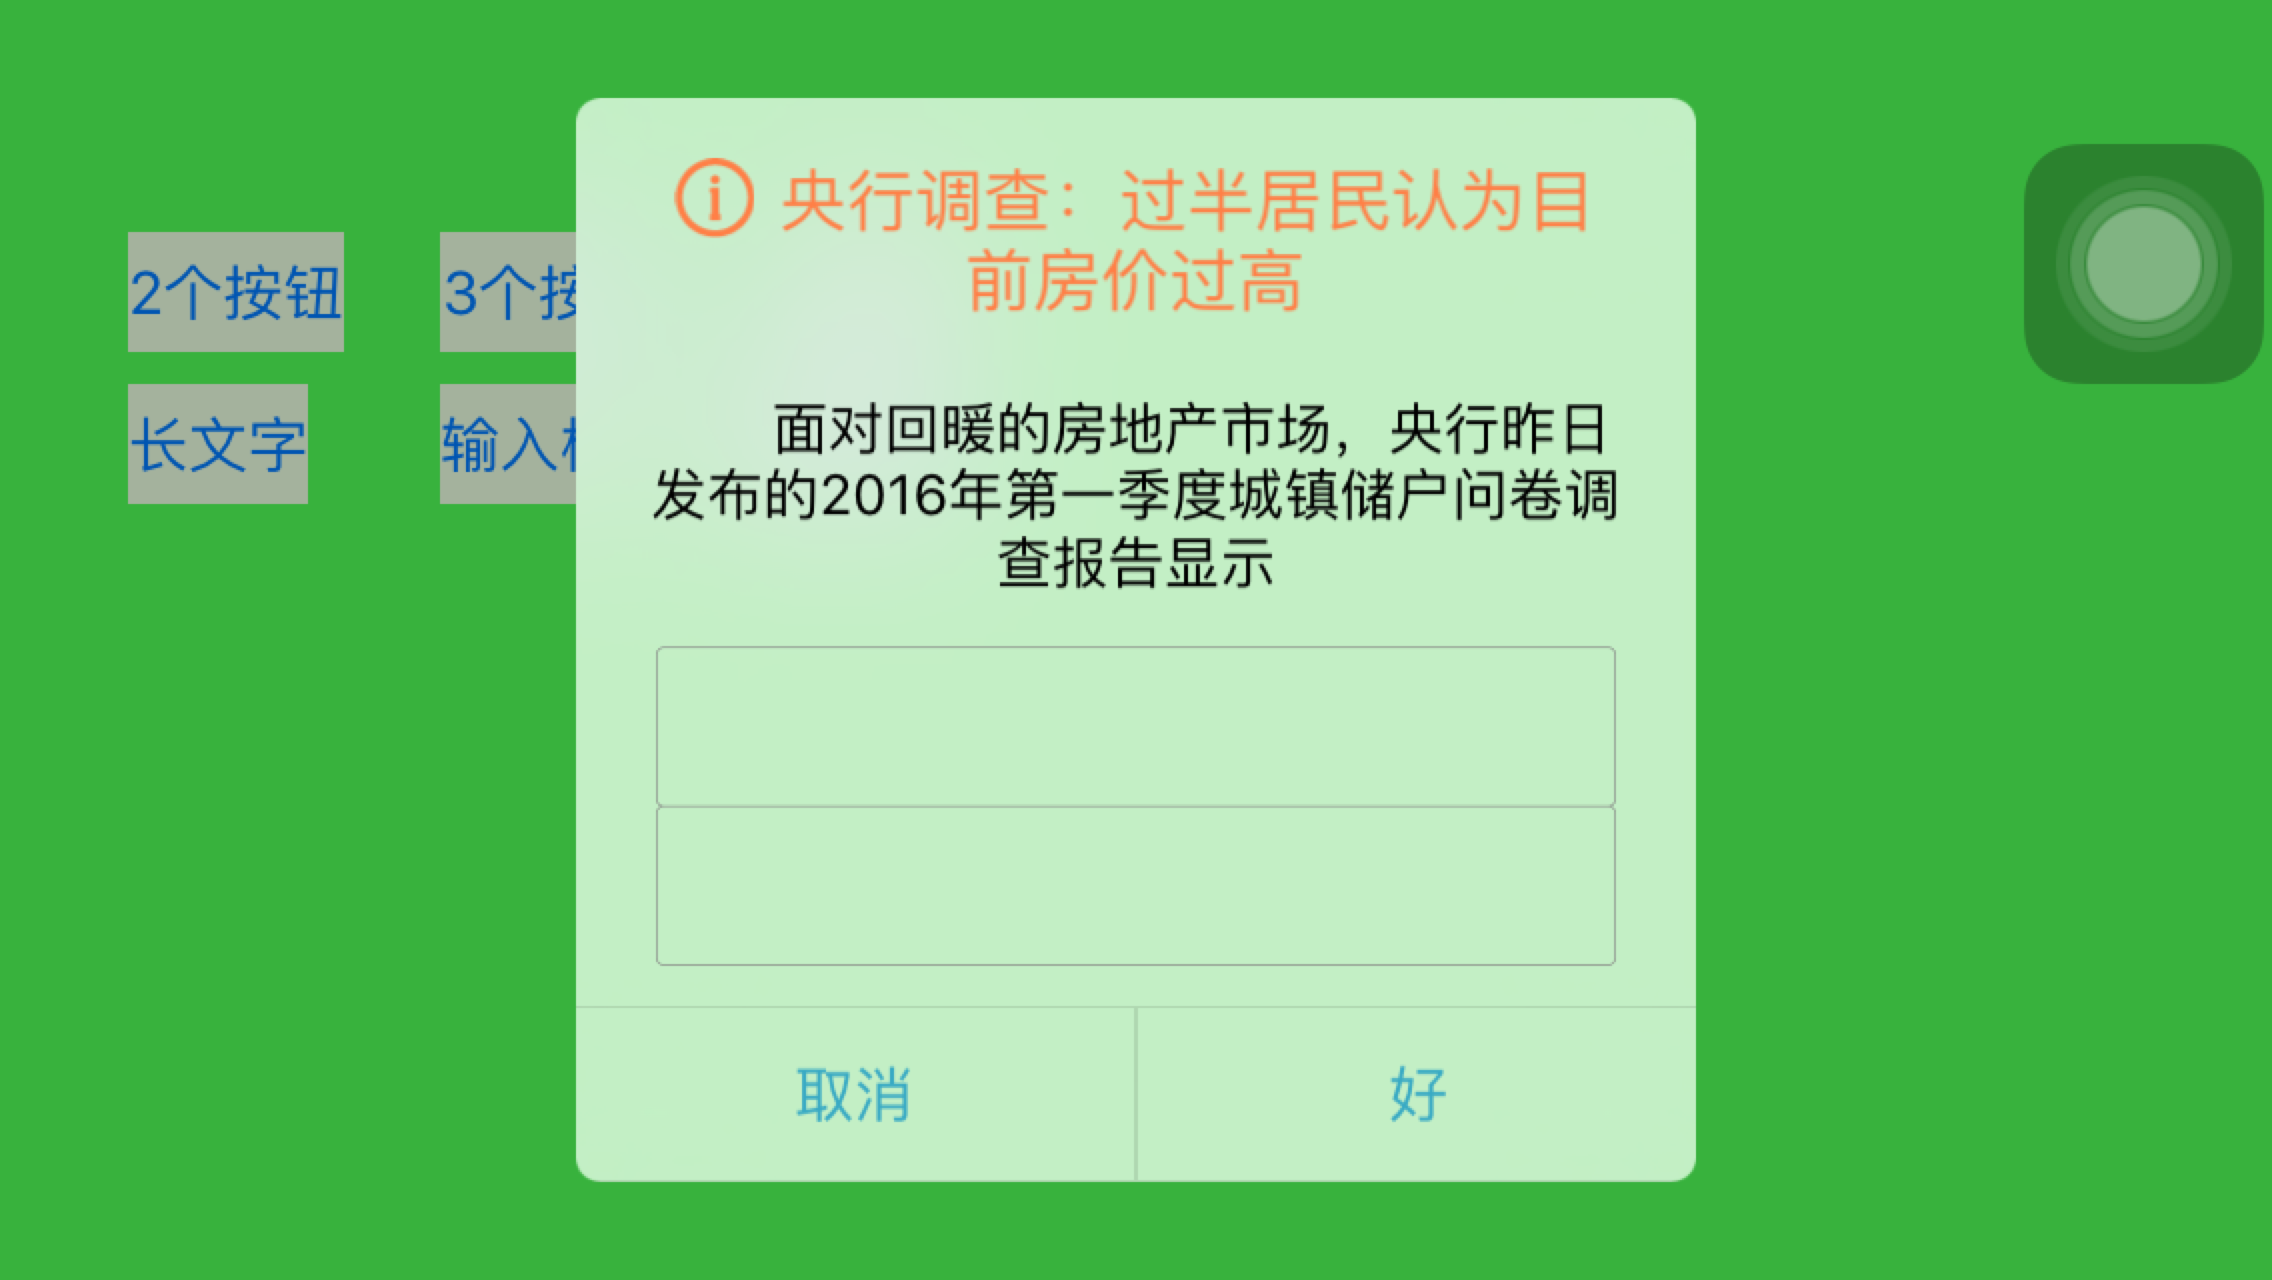 央行调查：过半居民认为目
前房价过高
2个按钮
3个按
长文字
输入
面对回暖的房地产市场，央行昨日
发布的2016年第一季度城镇储户问卷调
查报告显示
取消
好